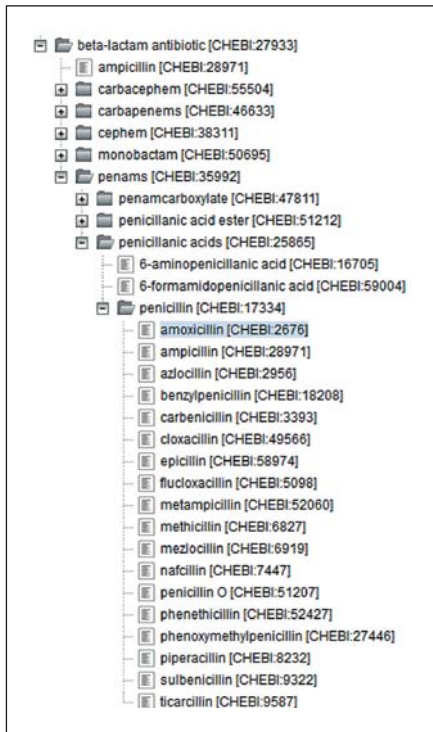 beta-lactam antibiotic [CHEBI:27933]
ampicillin [CHEBI:28971]
carbacephem [CHEBI:55504]
carbapenems [CHEBI:46633]
cephem [CHEBI:38311]
monobactam [CHEBI:50695]
penams [CHEBI:35992]
penamcarboxylate [CHEBI:47811]
penicillanic acid ester [CHEBI:51212]
penicillanic acids [CHEBI:25865]
6-aminopenicillanic acid [CHEBI:16705]
6-formamidopenicillanic acid [CHEBI:59004]
penicillin [CHEBI:17334]
amoxicillin [CHEBI:2676]
ampicillin [CHEBI:28971]
azlocillin [CHEBI:2956]
benzylpenicillin [CHEBI:18208]
carbenicillin [CHEBI:3393]
cloxacillin [CHEBI:49566]
epicillin [CHEBI:58974]
flucloxacillin [CHEBI:5098]
metampicillin [CHEBI:52060]
methicillin [CHEBI:6827]
mezlocillin [CHEBI:6919]
nafcillin [CHEBI:7447]
penicillin O [CHEBI:51207]
phenethicillin [CHEBI:52427]
phenoxymethylpenicillin [CHEBI:27446]
piperacillin [CHEBI:8232]
sulbenicillin [CHEBI:9322]
ticarcillin [CHEBI:9587]